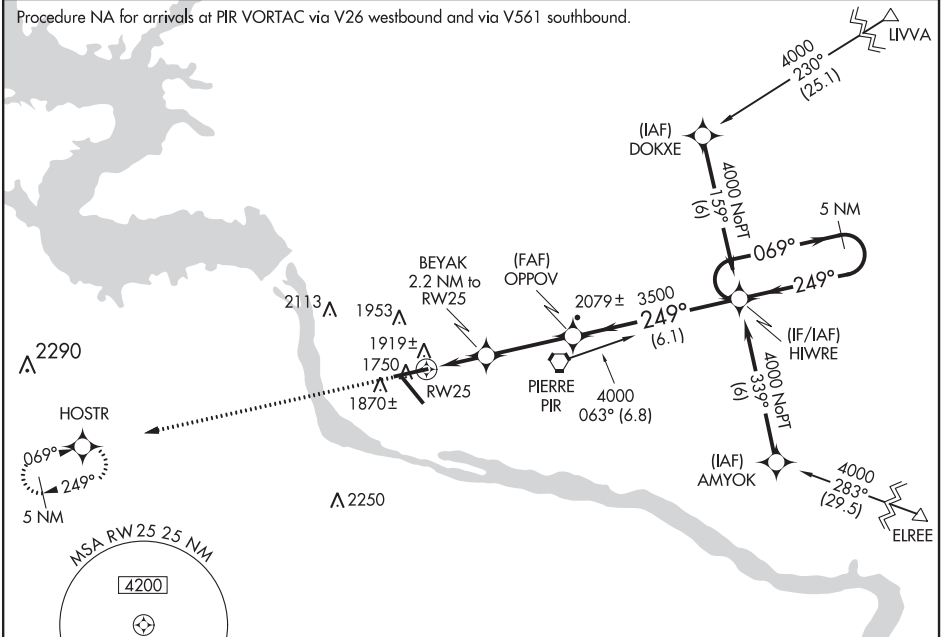 Procedure NA for arrivals at PIR VORTAC via V26 westbound and via V561 southbound.
LIVVA
4000
230°
(25.1)
(IAF)
DOKXE
4000 NoPT
159°
(6)
5 NM
069°
249°
BEYAK
2.2 NM to
RW25
(FAF)
OPPOV
2079±
3500
249°
(6.1)
(IF/IAF)
HIWRE
2113
1953
1919±
1750
RW25
1870±
PIERRE
PIR
4000
063° (6.8)
4000 NoPT
339°
(6)
2290
HOSTR
069°
249°
5 NM
(IAF)
AMYOK
4000
283°
(29.5)
ELREE
2250
MSA RW25 25 NM
4200